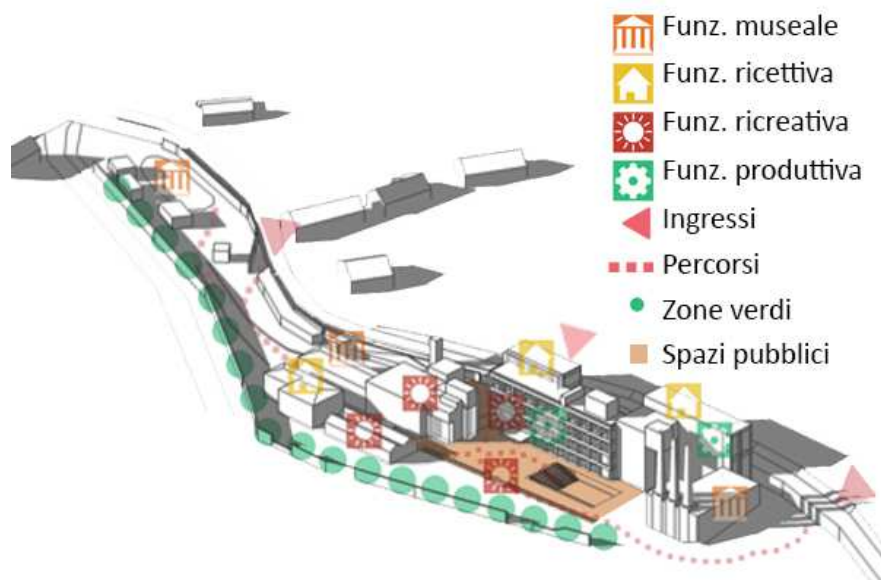 Funz. museale
Funz. ricettiva
Funz. ricreativa
Funz. produttiva
Ingressi
Percorsi
Zone verdi
Spazi pubblici